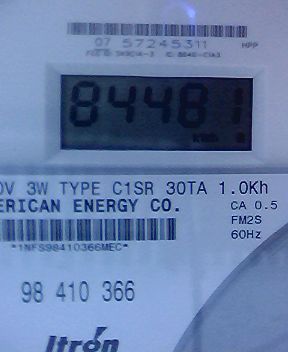 07 57245311 HPP
84481
KWH
0V 3W TYPE C1SR 30TA 1.0Kh
ERICAN ENERGY CO. CA 0.5
FM2S
60Hz
*1NFS98410366MEC*
98 410 366
Itron